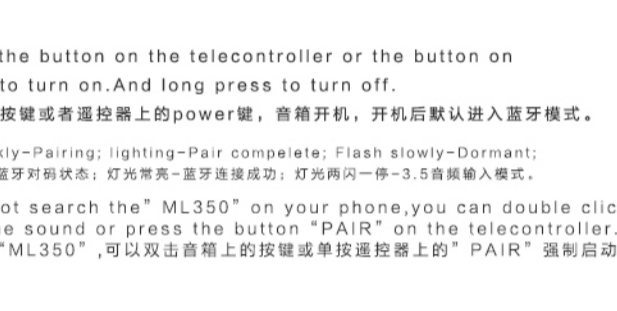 the button on the telecontroller or the button on
to turn on.And long press to turn off.
按键或者遥控器上的power键，音箱开机，开机后默认进入蓝牙模式。
kly-Pairing; lighting-Pair compelete; Flash slowly-Dormant;
蓝牙对码状态；灯光常亮-蓝牙连接成功；灯光两闪一停-3.5音频输入模式。
ot search the” ML350” on your phone,you can double clic
e sound or press the button “PAIR” on the telecontroller.
“ML350” ,可以双击音箱上的按键或单按遥控器上的” PAIR” 强制启动